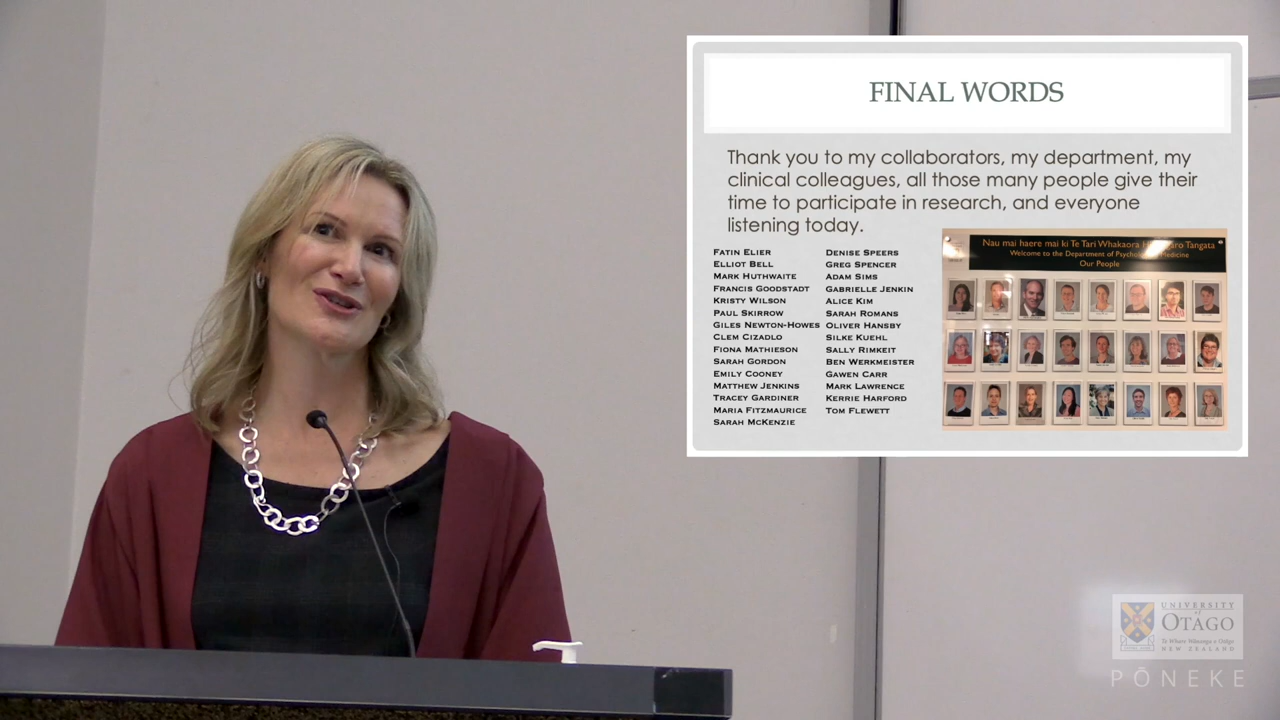 FINAL WORDS
Thank you to my collaborators, my department, my
clinical colleagues, all those many people give their
time to participate in research, and everyone
listening today.
FATIN ELIER
ELLIOT BELL
MARK HUTHWAITE
FRANCIS GOODSTADT
KRISTY WILSON
PAUL SKIRROW
GILES NEWTON-HOWES
CLEM CIZADLO
FIONA MATHIESON
SARAH GORDON
EMILY COONEY
MATTHEW JENKINS
TRACEY GARDINER
MARIA FITZMAURICE
SARAH MCKENZIE
DENISE SPEERS
GREG SPENCER
ADAM SIMS
GABRIELLE JENKIN
ALICE KIM
SARAH ROMANS
OLIVER HANSBY
SILKE KUEHL
SALLY RIMKEIT
BEN WERKMEISTER
GAWEN CARR
MARK LAWRENCE
KERRIE HARFORD
TOM FLEWETT
Nau mai haere mai ki Te Tari Whakaora Tangata
Welcome to the Department of Medicine
Our People
UNIVERSITY
of
OTAGO
Te Whare Wānanga o Otāgo
NEW ZEALAND
PŌNEKE